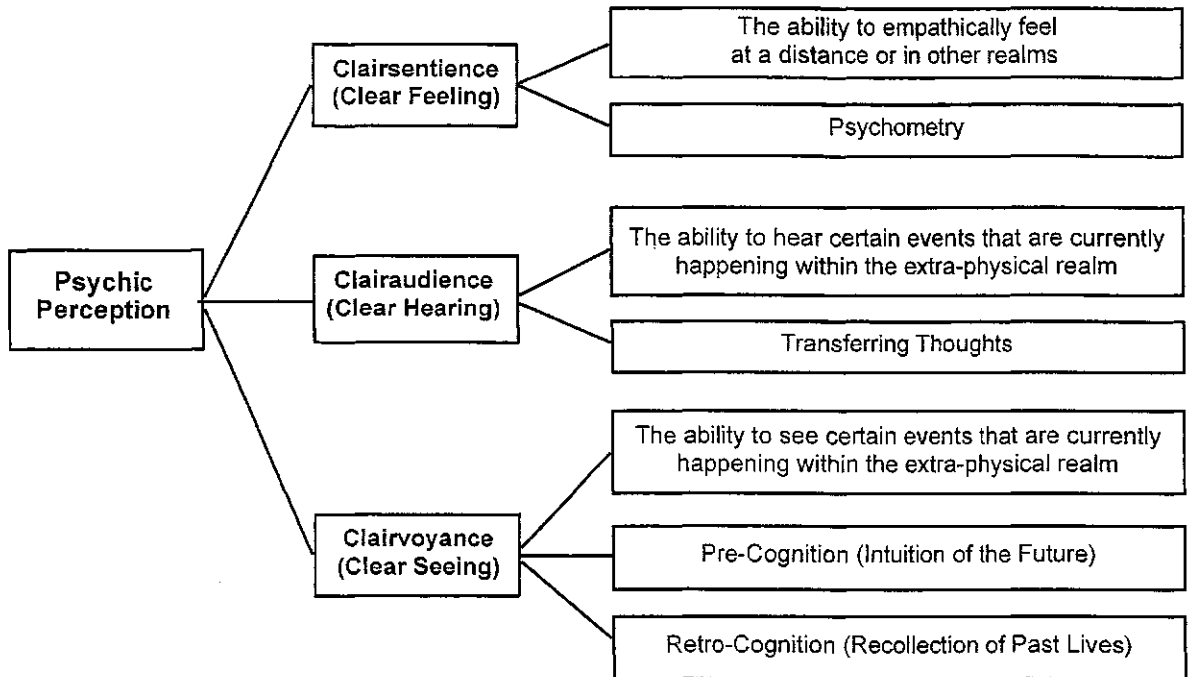 Psychic
Perception
Clairsentience
(Clear Feeling)
The ability to empathically feel
at a distance or in other realms
Psychometry
Clairaudience
(Clear Hearing)
The ability to hear certain events that are currently
happening within the extra-physical realm
Transferring Thoughts
Clairvoyance
(Clear Seeing)
The ability to see certain events that are currently
happening within the extra-physical realm
Pre-Cognition (Intuition of the Future)
Retro-Cognition (Recollection of Past Lives)